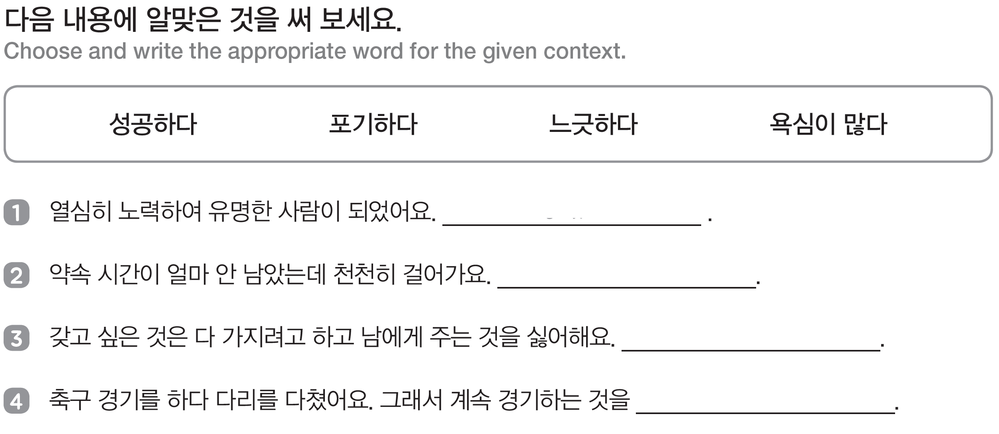 다음 내용에 알맞은 것을 써 보세요.
Choose and write the appropriate word for the given context.
성공하다 포기하다 느긋하다 욕심이 많다
1 열심히 노력하여 유명한 사람이 되었어요. .
2 약속 시간이 얼마 안 남았는데 천천히 걸어가요. .
3 갖고 싶은 것은 다 가지려고 하고 남에게 주는 것을 싫어해요. .
4 축구 경기를 하다 다리를 다쳤어요. 그래서 계속 경기하는 것을 .